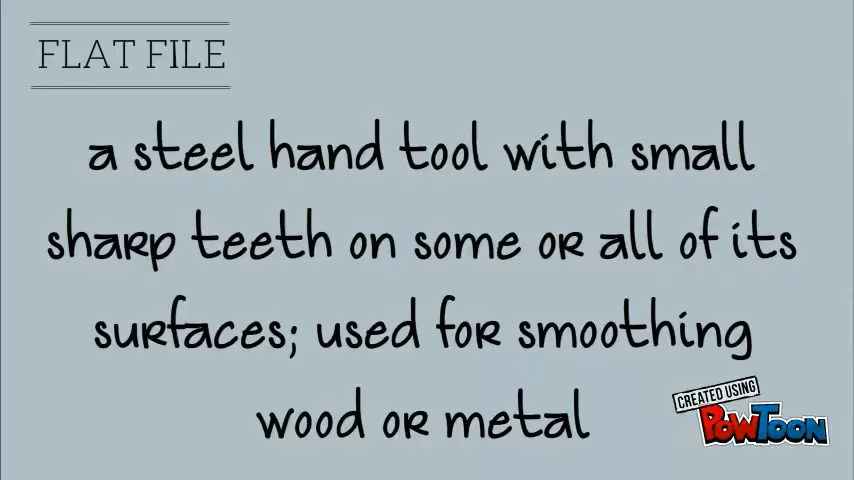 FLAT FILE
a steel hand tool with small
sharp teeth on some or all of its
surfaces; used for smoothing
wood or metal
CREATED USING
POWTOON